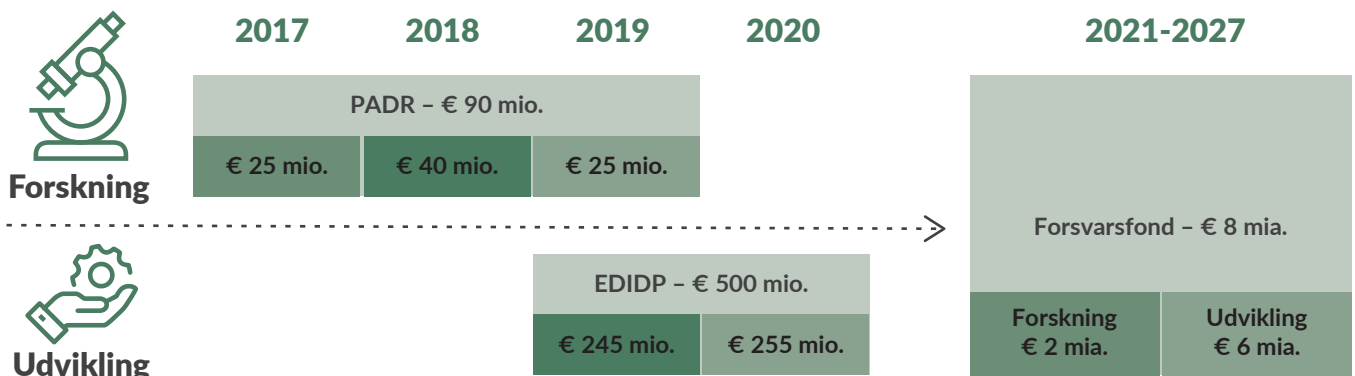 2017 2018 2019 2020 2021-2027
PADR – € 90 mio.
€ 25 mio. € 40 mio. € 25 mio.
Forskning
Forsvarsfond – € 8 mia.
EDIDP – € 500 mio.
€ 245 mio. € 255 mio.
Udvikling
Forskning
€ 2 mia.
Udvikling
€ 6 mia.